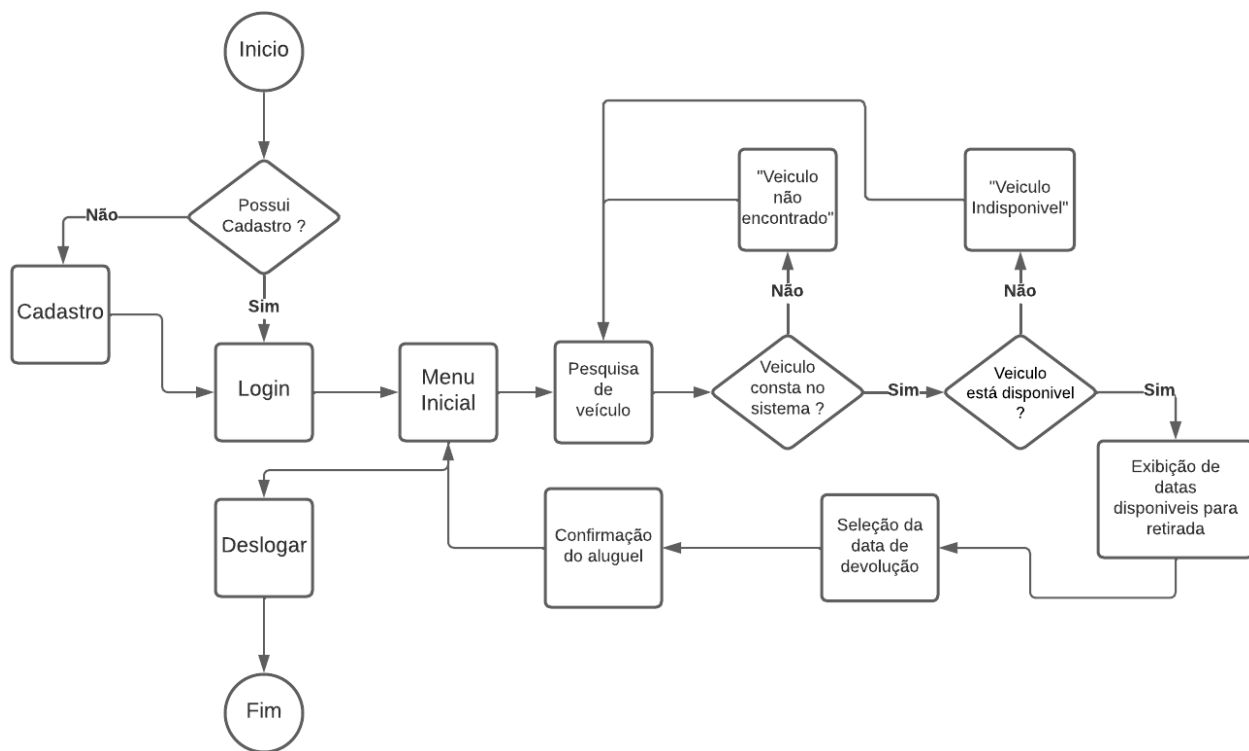 Inicio
Possui
Cadastro ?
Não
Cadastro
Sim
Login
Menu
Inicial
Pesquisa
de
veículo
Veiculo
consta no
sistema ?
Não
"Veiculo
não
encontrado"
Sim
Veiculo
está disponivel
?
Não
"Veiculo
Indisponivel"
Sim
Exibição de
datas
disponiveis para
retirada
Seleção da
data de
devolução
Confirmação
do aluguel
Deslogar
Fim